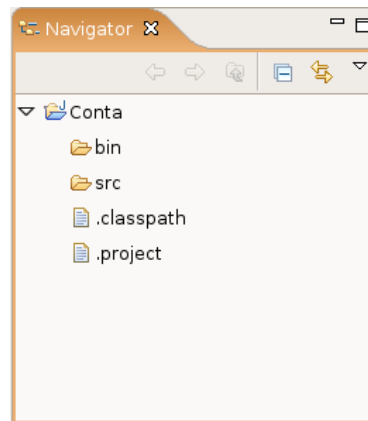 Navigator
Conta
bin
src
.classpath
.project